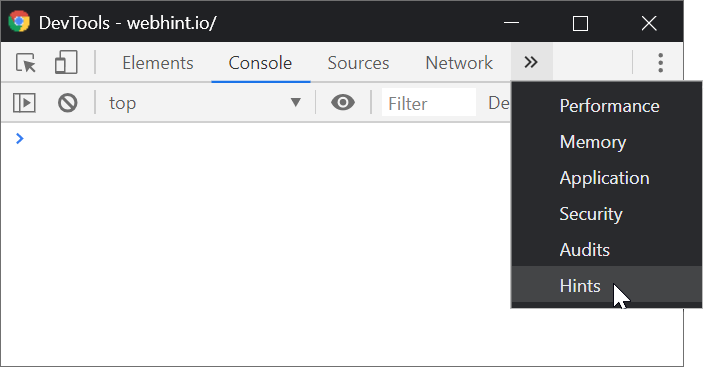 DevTools - webhint.io/
Elements Console Sources Network »
top ▼ Filter De
>
Performance
Memory
Application
Security
Audits
Hints